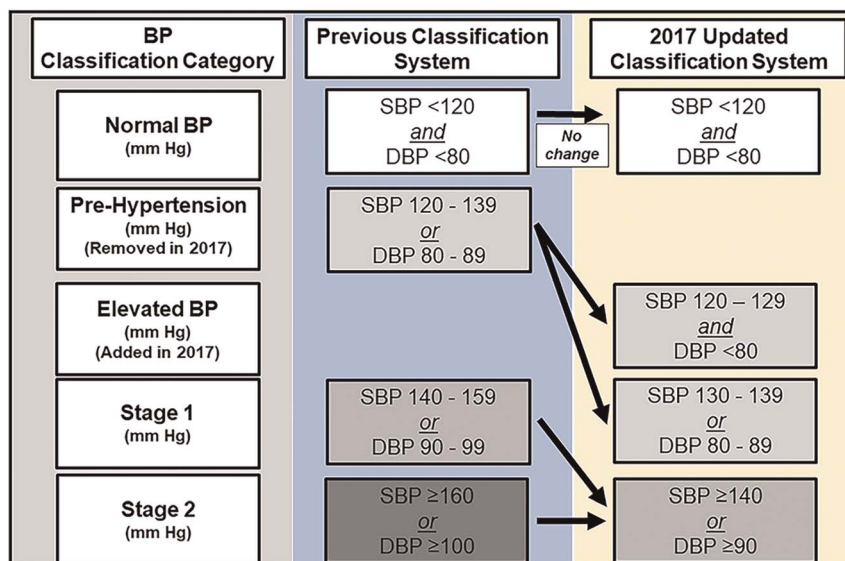 BP
Classification Category
Previous Classification
System
2017 Updated
Classification System
Normal BP
(mm Hg)
SBP <120
and
DBP <80
No
change
SBP <120
and
DBP <80
Pre-Hypertension
(mm Hg)
(Removed in 2017)
SBP 120 - 139
or
DBP 80 - 89
Elevated BP
(mm Hg)
(Added in 2017)
SBP 120 – 129
and
DBP <80
Stage 1
(mm Hg)
SBP 140 - 159
or
DBP 90 - 99
SBP 130 - 139
or
DBP 80 - 89
Stage 2
(mm Hg)
SBP ≥160
or
DBP ≥100
SBP ≥140
or
DBP ≥90